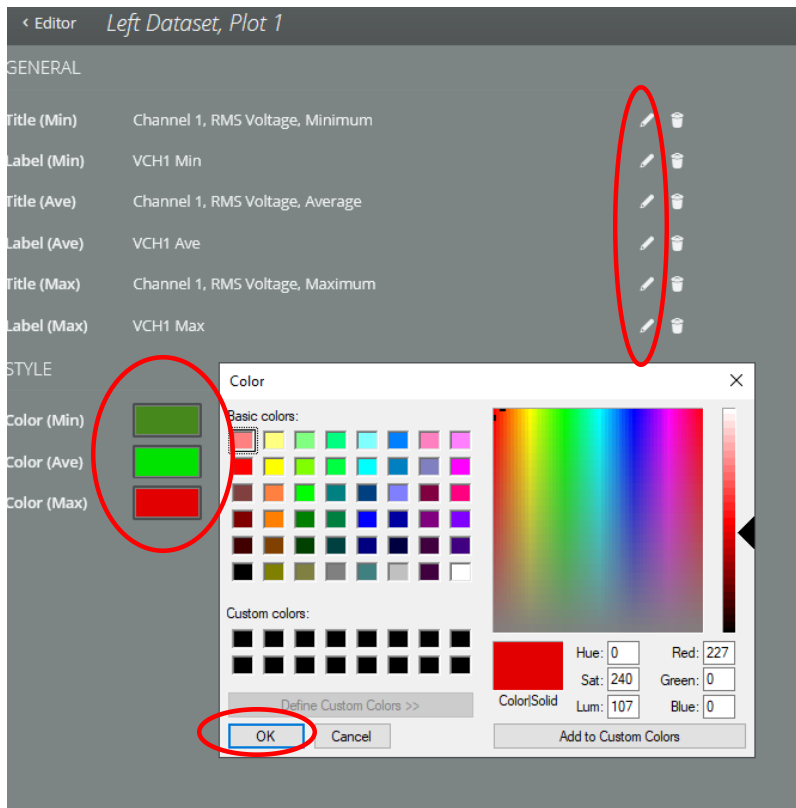 ‹ Editor Left Dataset, Plot 1
GENERAL
Title (Min) Channel 1, RMS Voltage, Minimum
Label (Min) VCH1 Min
Title (Ave) Channel 1, RMS Voltage, Average
Label (Ave) VCH1 Ave
Title (Max) Channel 1, RMS Voltage, Maximum
Label (Max) VCH1 Max
STYLE
Color (Min)
Color (Ave)
Color (Max)
Color
Basic colors:
Custom colors:
Define Custom Colors >>
OK Cancel
Color|Solid
Hue: 0 Red: 227
Sat: 240 Green: 0
Lum: 107 Blue: 0
Add to Custom Colors